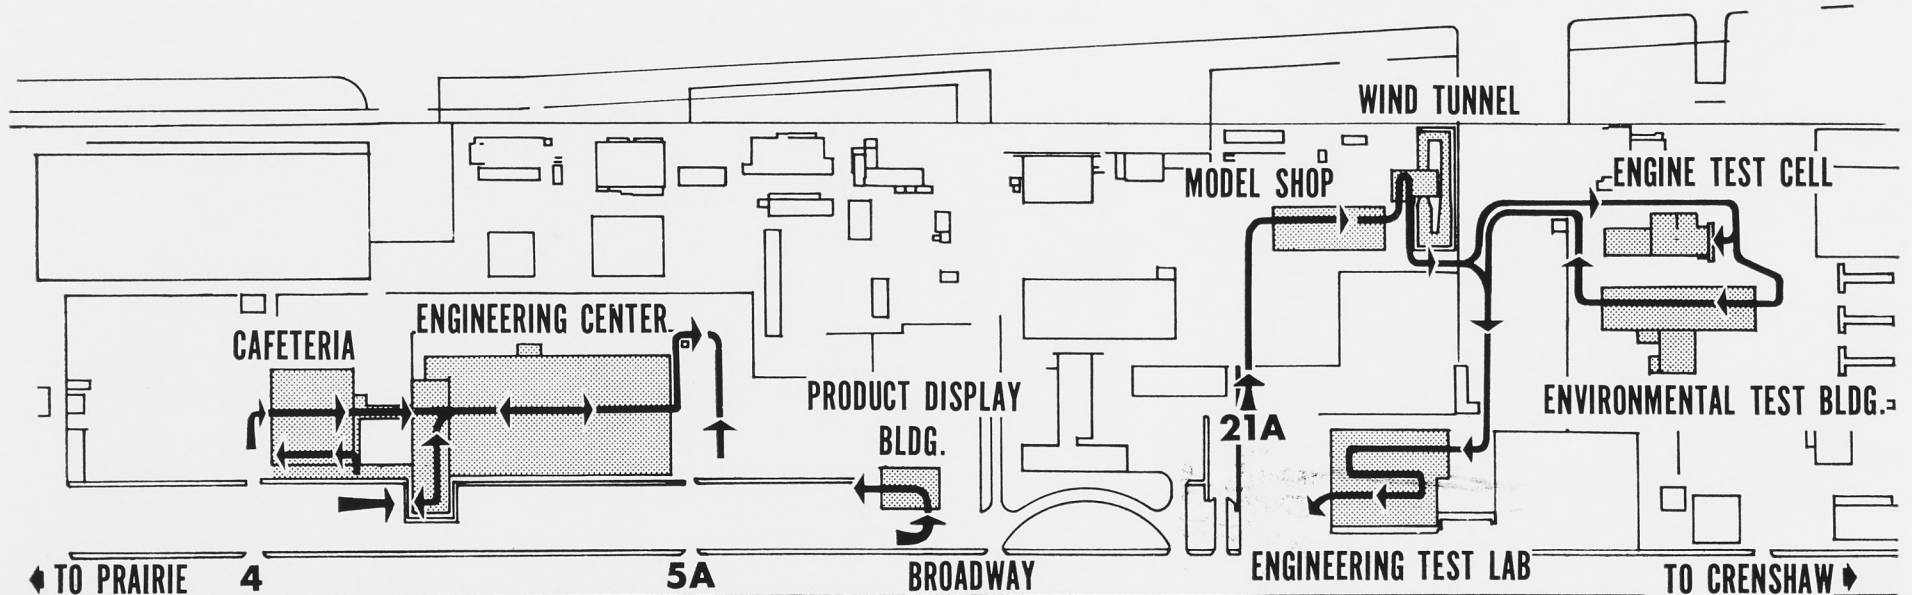 WIND TUNNEL
ENGINE TEST CELL
MODEL SHOP
ENGINEERING CENTER
CAFETERIA
PRODUCT DISPLAY
BLDG.
ENVIRONMENTAL TEST BLDG.
21A
ENGINEERING TEST LAB
TO PRAIRIE
4
5A
BROADWAY
TO CRENSHAW